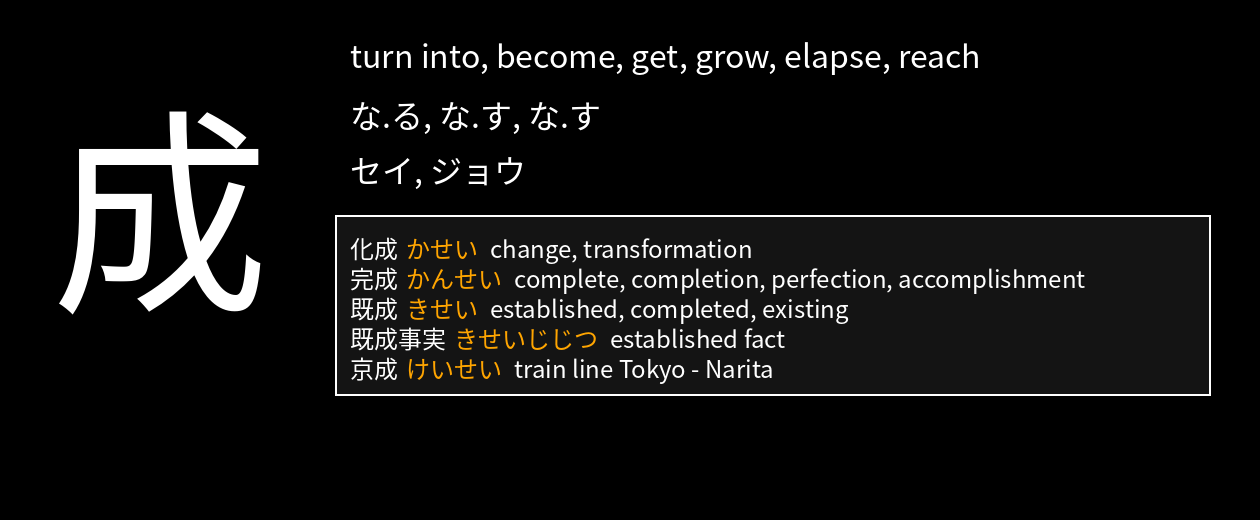 成
turn into, become, get, grow, elapse, reach
な.る, な.す, な.す
セイ, ジョウ
化成 かせい change, transformation
完成 かんせい complete, completion, perfection, accomplishment
既成 きせい established, completed, existing
既成事実 きせいじじつ established fact
京成 けいせい train line Tokyo - Narita